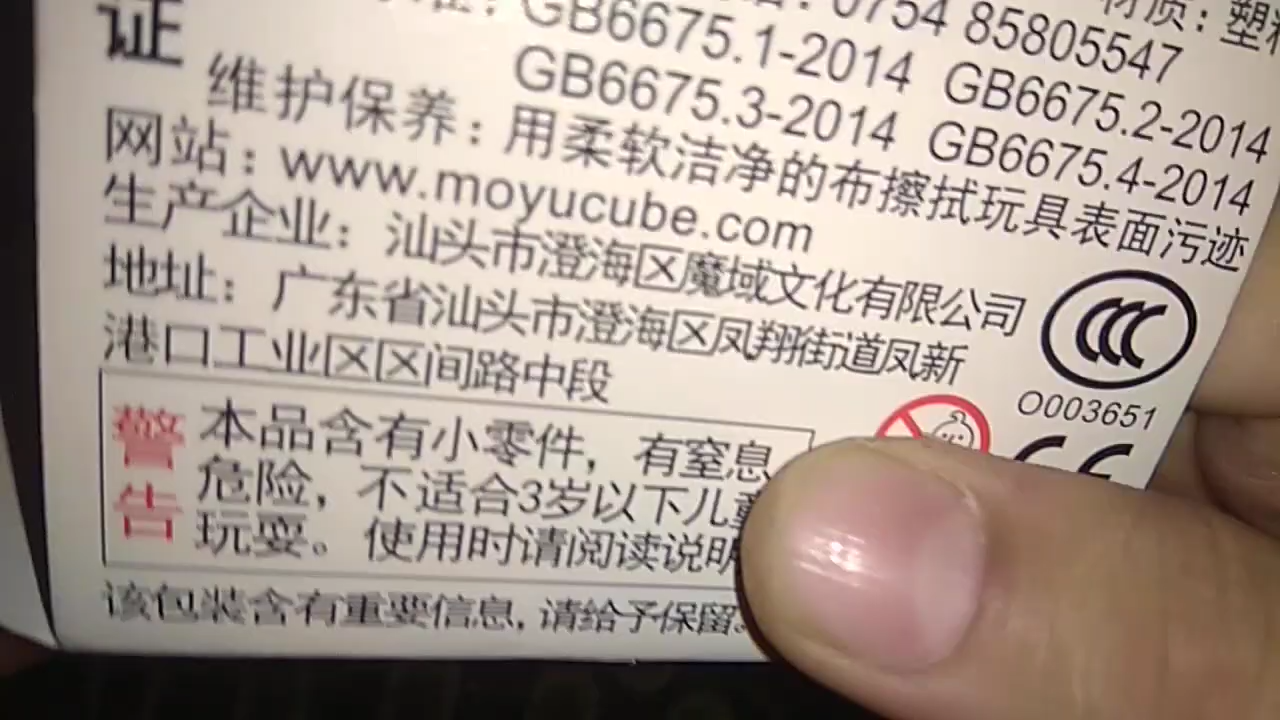 证
0754 85805547
材质：塑
GB6675.1-2014 GB6675.2-2014
GB6675.3-2014 GB6675.4-2014
维护保养：用柔软洁净的布擦拭玩具表面污迹
网站：www.moyucube.com
生产企业：汕头市澄海区魔域文化有限公司
地址：广东省汕头市澄海区凤翔街道凤新
港口工业区区间路中段
CCC
O003651
CE
警告
本品含有小零件，有窒息
危险，不适合3岁以下儿童
玩耍。使用时请阅读说明
该包装含有重要信息，请给予保留。